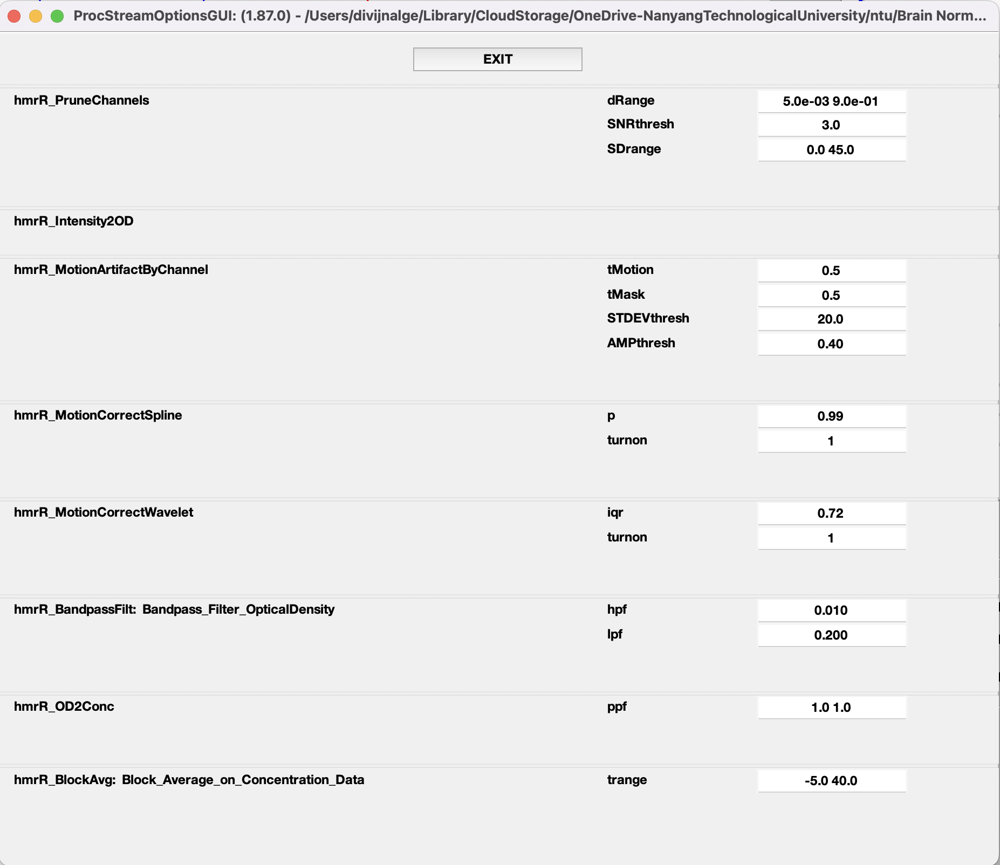 ProcStreamOptionsGUI: (1.87.0) - /Users/divijnalge/Library/CloudStorage/OneDrive-NanyangTechnologicalUniversity/ntu/Brain Norm...
EXIT
hmrR_PruneChannels dRange 5.0e-03 9.0e-01
SNRthresh 3.0
SDrange 0.0 45.0
hmrR_Intensity2OD
hmrR_MotionArtifactByChannel tMotion 0.5
tMask 0.5
STDEVthresh 20.0
AMPthresh 0.40
hmrR_MotionCorrectSpline p 0.99
turnon 1
hmrR_MotionCorrectWavelet iqr 0.72
turnon 1
hmrR_BandpassFilt: Bandpass_Filter_OpticalDensity hpf 0.010
lpf 0.200
hmrR_OD2Conc ppf 1.0 1.0
hmrR_BlockAvg: Block_Average_on_Concentration_Data trange -5.0 40.0